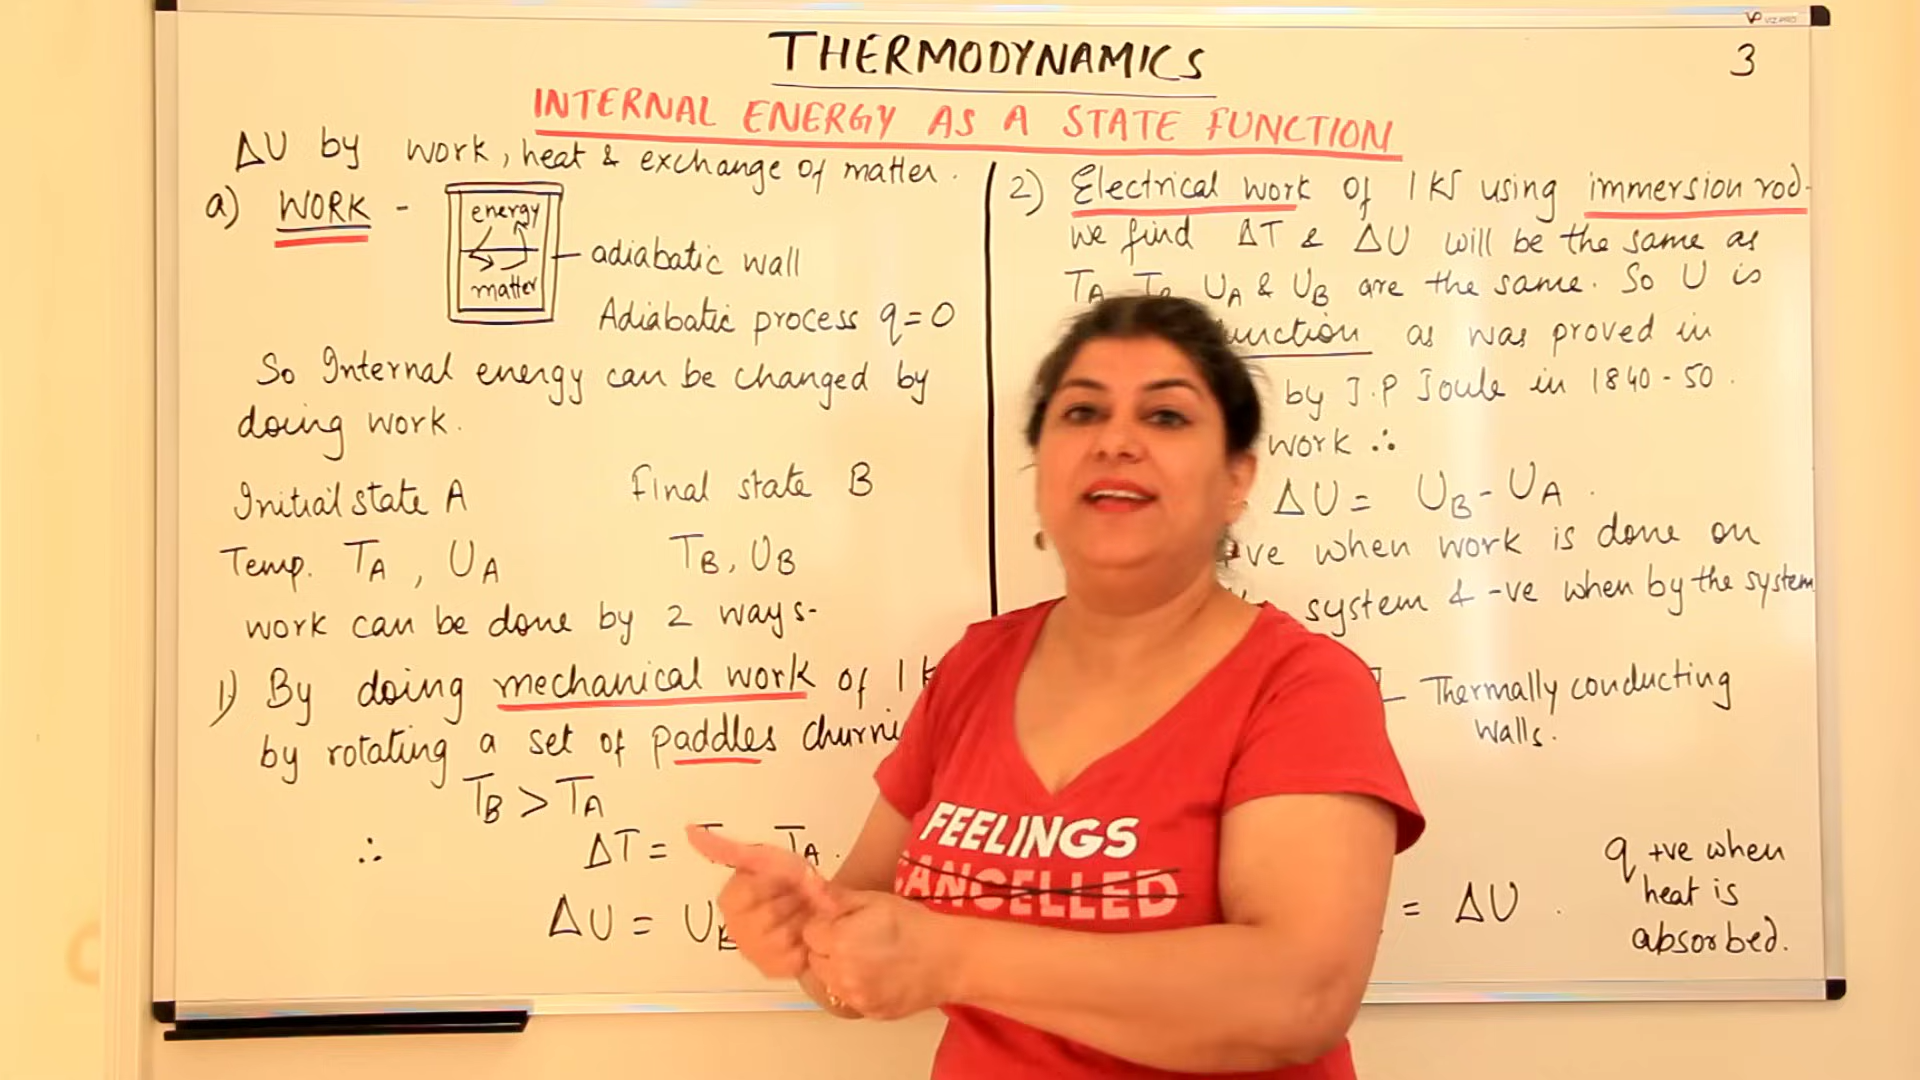 VIZ-PRO
THERMODYNAMICS
3
INTERNAL ENERGY AS A STATE FUNCTION
ΔU by work, heat & exchange of matter.
a) WORK -
energy
matter
adiabatic wall
Adiabatic process q=0
So Internal energy can be changed by
doing work.
Initial state A
Final state B
Temp. TA, UA
TB, UB
work can be done by 2 ways-
1) By doing mechanical work of 1
by rotating a set of paddles
TB > TA
∴ ΔT = TA.
ΔU =
2) Electrical work of 1 KJ using immersion rod.
we find ΔT & ΔU will be the same as
TA UA & UB are the same. So U is
as was proved in
by J.P Joule in 1840-50.
work ∴
ΔU = UB - UA.
+ve when work is done on
system & -ve when by the system
Thermally conducting
walls.
= ΔU.
q +ve when
heat is
absorbed.
FEELINGS
CANCELLED